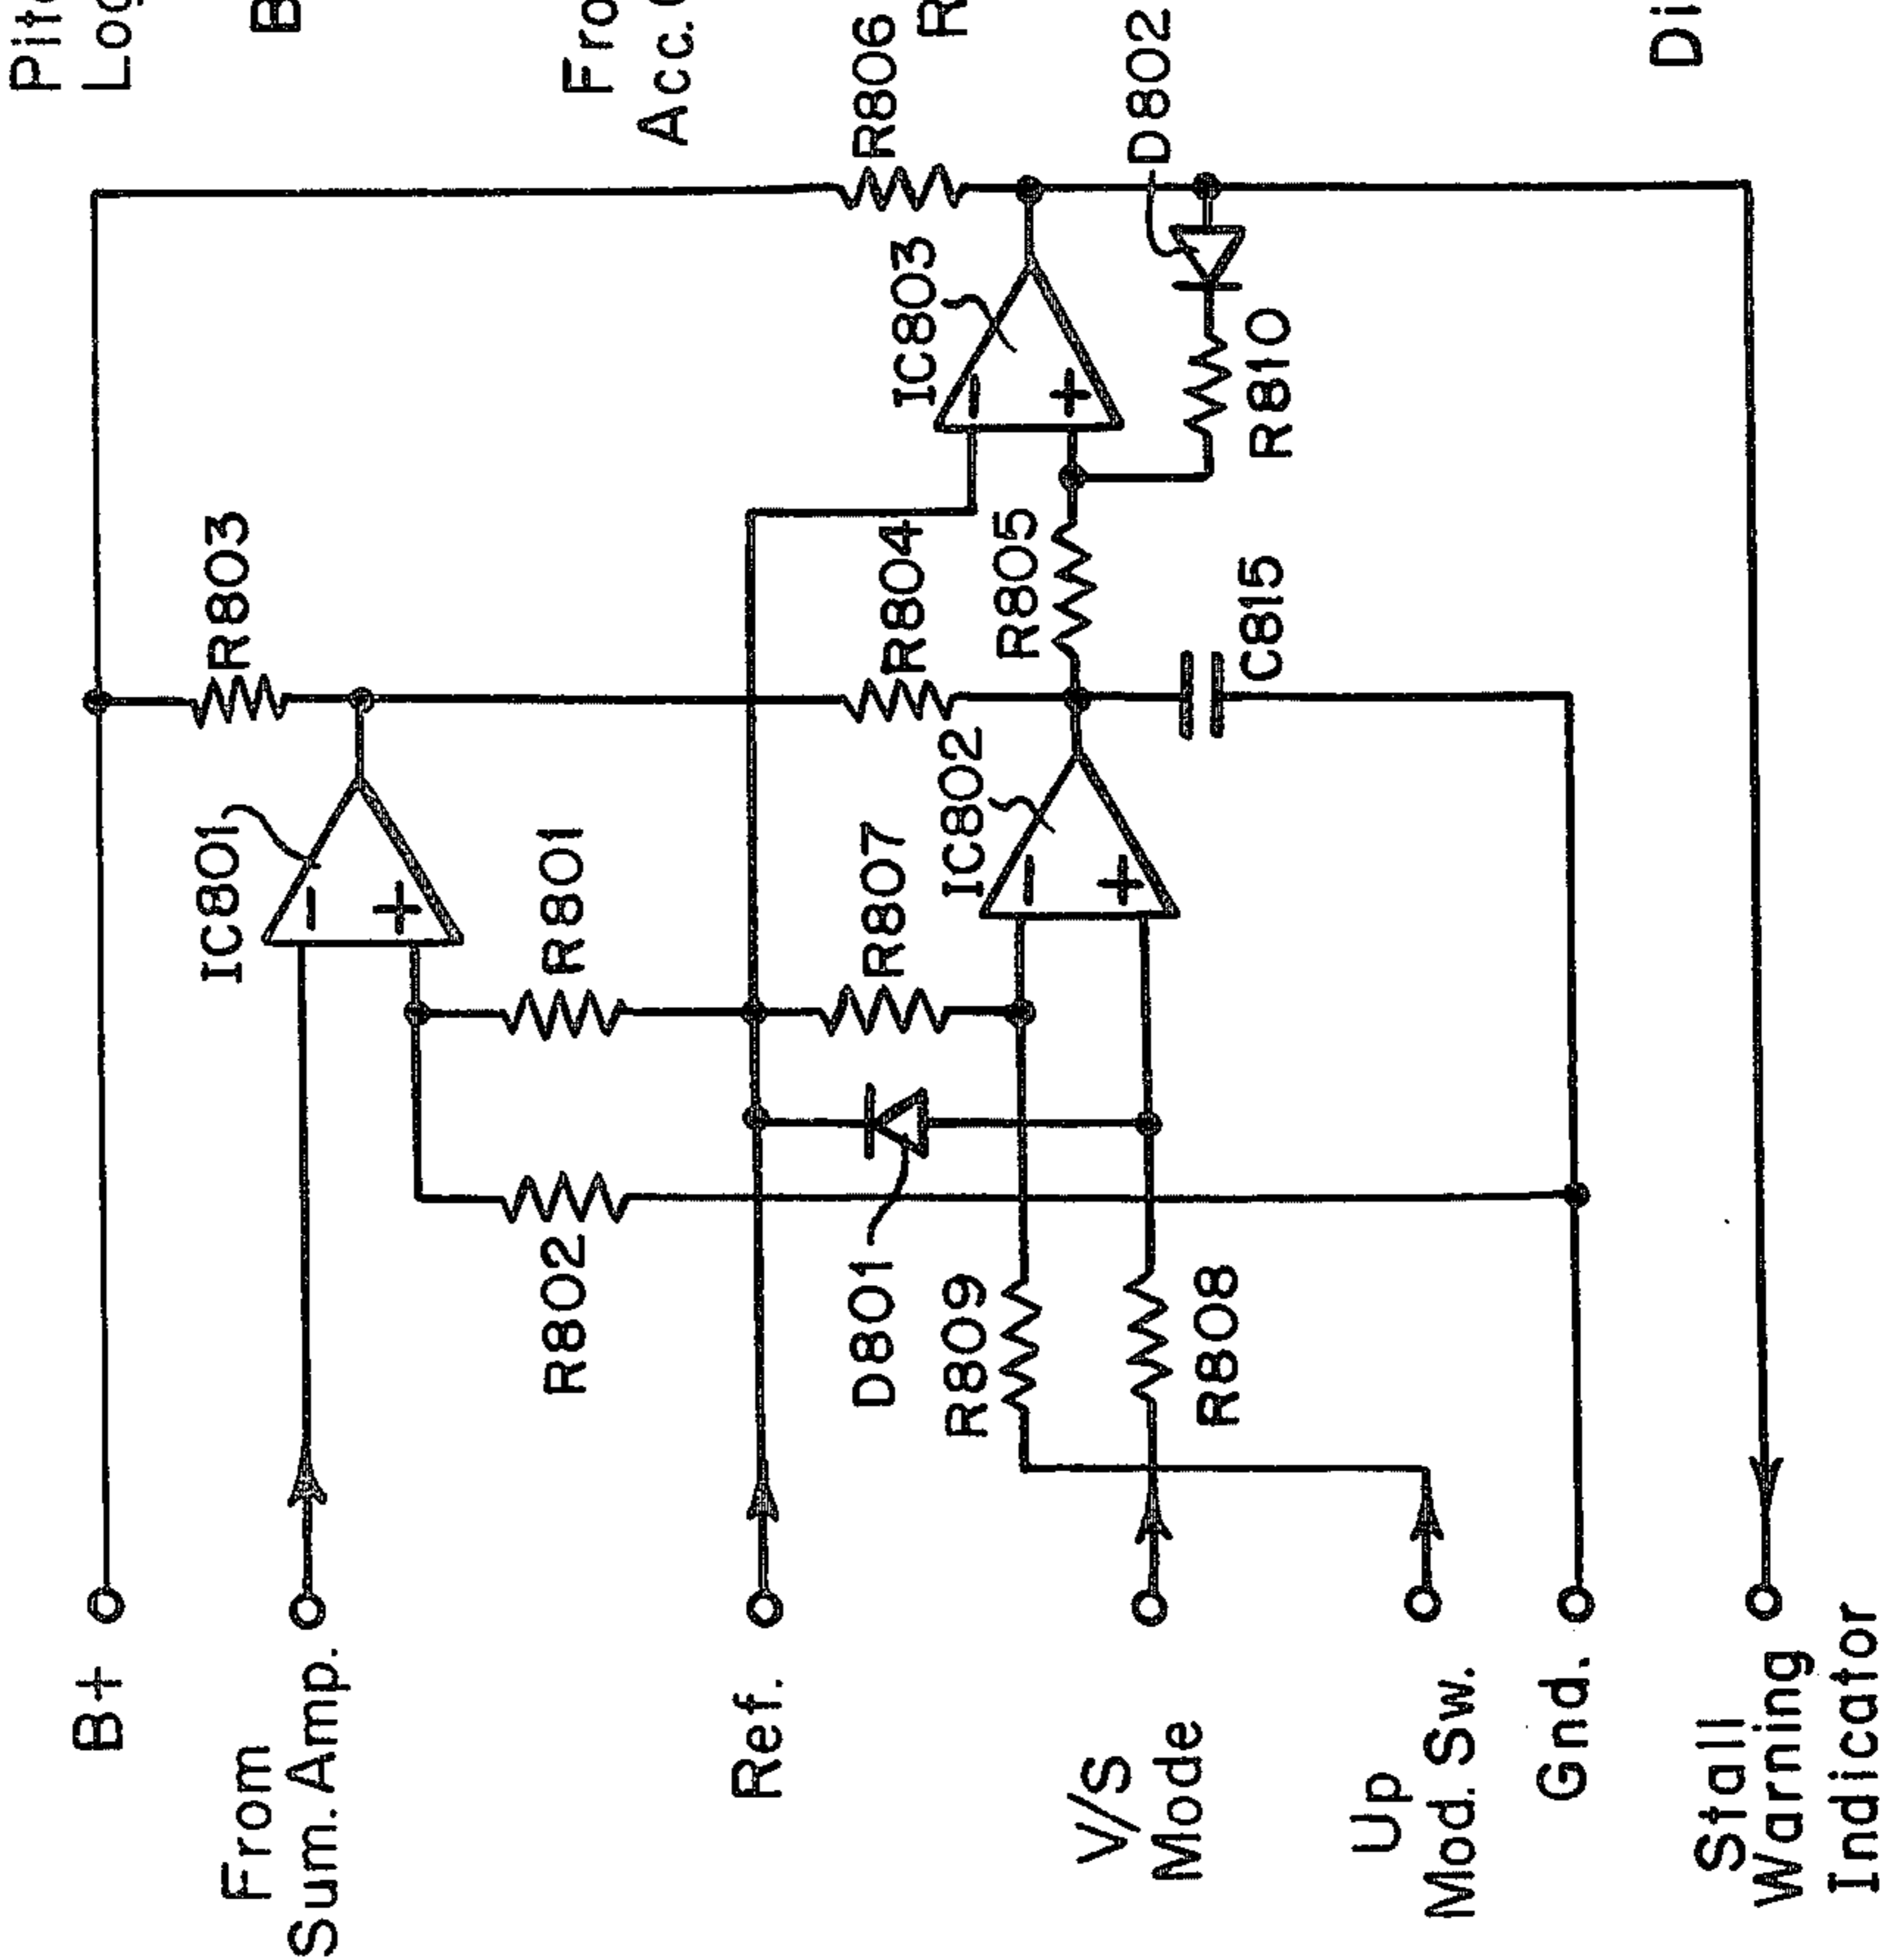 B+
From
Sum. Amp.
Ref.
V/S
Mode
Up
Mod. Sw.
Gnd.
Stall
Warning
Indicator
R802
D801
R809
R808
IC801
R801
R807
IC802
R803
R804
R805
C815
IC803
R810
R806
D802
-
+
-
+
-
+
Acc.